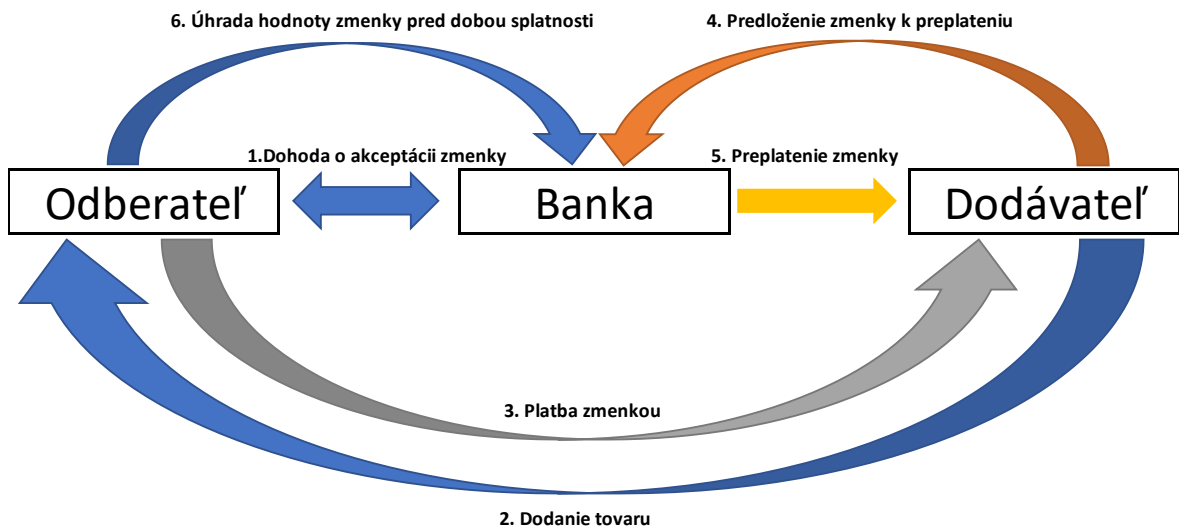 6. Úhrada hodnoty zmenky pred dobou splatnosti
4. Predloženie zmenky k preplateniu
1.Dohoda o akceptácii zmenky
5. Preplatenie zmenky
Odberateľ
Banka
Dodávateľ
3. Platba zmenkou
2. Dodanie tovaru